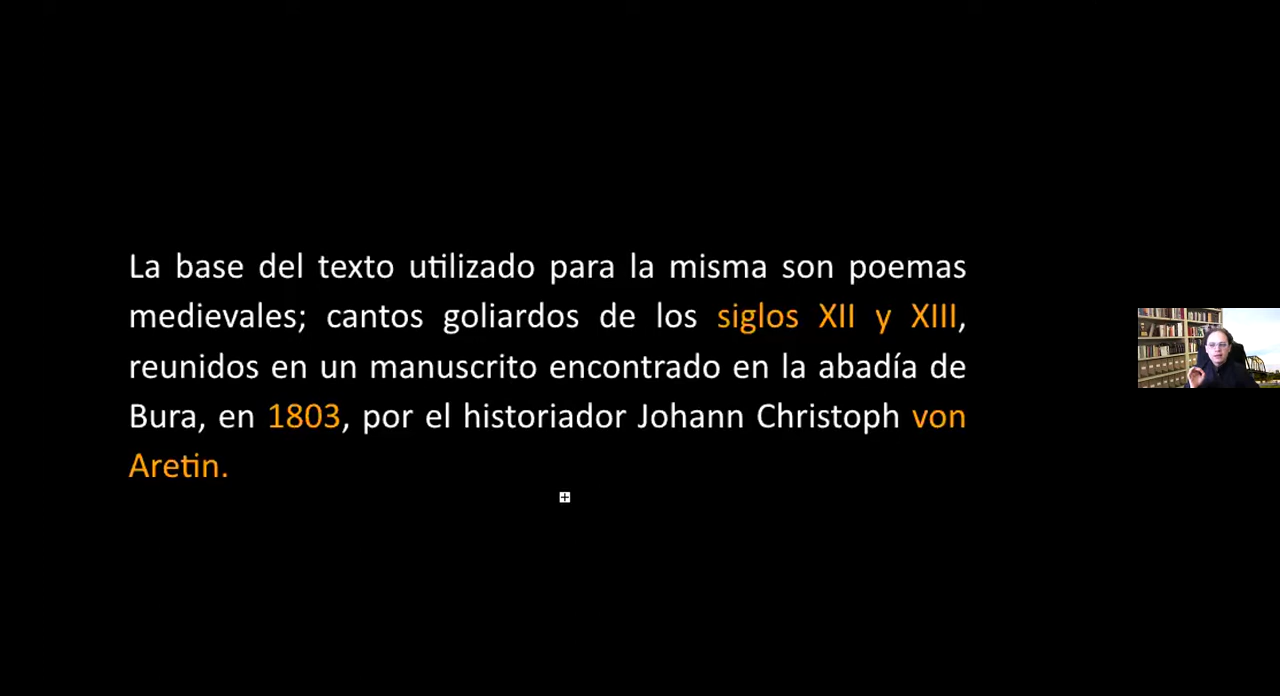 La base del texto utilizado para la misma son poemas
medievales; cantos goliardos de los siglos XII y XIII,
reunidos en un manuscrito encontrado en la abadía de
Bura, en 1803, por el historiador Johann Christoph von
Aretin.